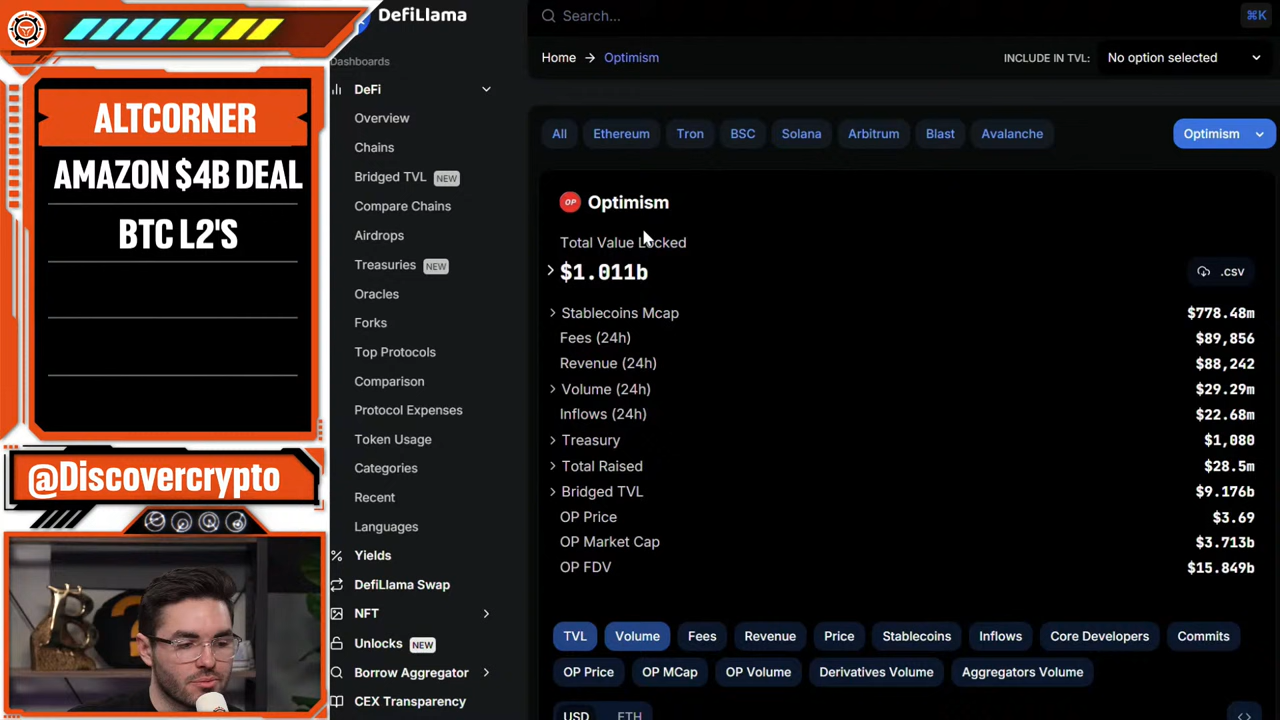 ALTCORNER
AMAZON $4B DEAL
BTC L2'S
@Discovercrypto
DefiLlama
Dashboards
DeFi
Overview
Chains
Bridged TVL NEW
Compare Chains
Airdrops
Treasuries NEW
Oracles
Forks
Top Protocols
Comparison
Protocol Expenses
Token Usage
Categories
Recent
Languages
Yields
DefiLlama Swap
NFT
Unlocks NEW
Borrow Aggregator
CEX Transparency
Search...
⌘K
Home → Optimism
INCLUDE IN TVL: No option selected
All Ethereum Tron BSC Solana Arbitrum Blast Avalanche Optimism
OP Optimism
Total Value Locked
$1.011b .csv
Stablecoins Mcap $778.48m
Fees (24h) $89,856
Revenue (24h) $88,242
Volume (24h) $29.29m
Inflows (24h) $22.68m
Treasury $1,080
Total Raised $28.5m
Bridged TVL $9.176b
OP Price $3.69
OP Market Cap $3.713b
OP FDV $15.849b
TVL Volume Fees Revenue Price Stablecoins Inflows Core Developers Commits
OP Price OP MCap OP Volume Derivatives Volume Aggregators Volume
USD ETH